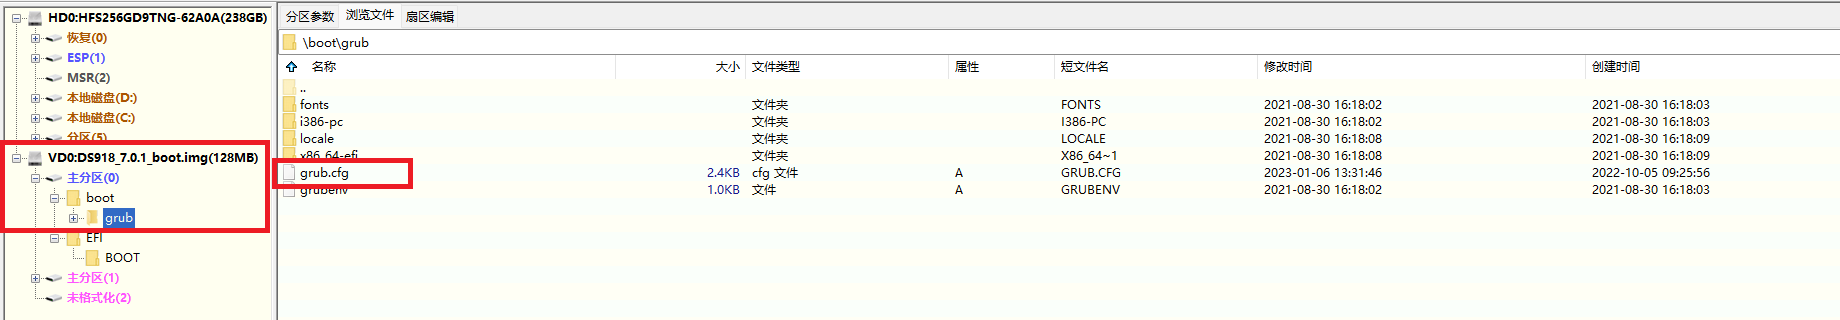 HD0:HFS256GD9TNG-62A0A(238GB)
恢复(0)
ESP(1)
MSR(2)
本地磁盘(D:)
本地磁盘(C:)
分区(5)
VD0:DS918_7.0.1_boot.img(128MB)
主分区(0)
boot
grub
EFI
BOOT
主分区(1)
未格式化(2)
分区参数 浏览文件 扇区编辑
\boot\grub
名称 大小 文件类型 属性 短文件名 修改时间 创建时间
..
fonts 文件夹 FONTS 2021-08-30 16:18:02 2021-08-30 16:18:03
i386-pc 文件夹 I386-PC 2021-08-30 16:18:02 2021-08-30 16:18:03
locale 文件夹 LOCALE 2021-08-30 16:18:08 2021-08-30 16:18:09
x86_64-efi 文件夹 X86_64~1 2021-08-30 16:18:09 2021-08-30 16:18:03
grub.cfg 2.4KB cfg 文件 A GRUB.CFG 2023-01-06 13:31:46 2022-10-05 09:25:56
grubenv 1.0KB 文件 A GRUBENV 2021-08-30 16:18:02 2021-08-30 16:18:03